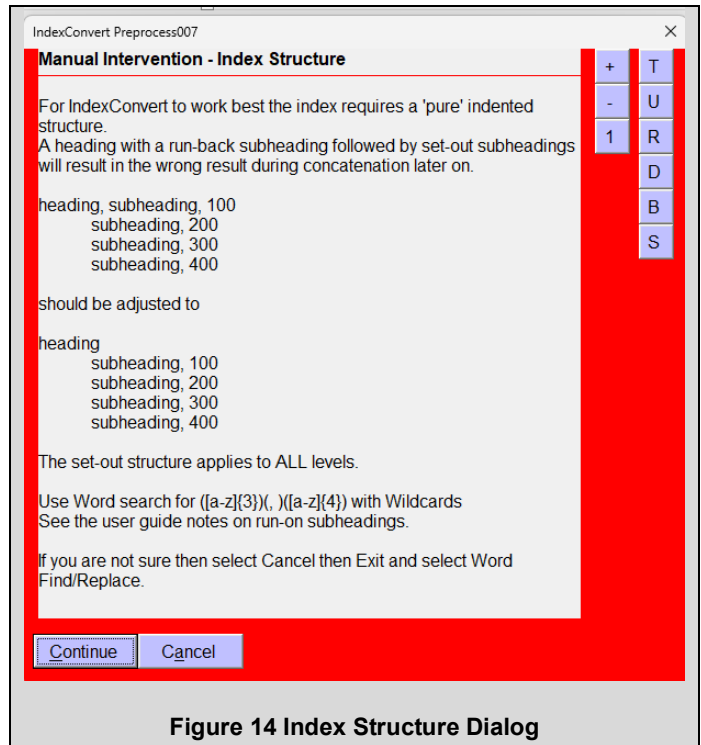 IndexConvert Preprocess007
Manual Intervention - Index Structure
+ T
- U
1 R
D
B
S
For IndexConvert to work best the index requires a 'pure' indented
structure.
A heading with a run-back subheading followed by set-out subheadings
will result in the wrong result during concatenation later on.
heading, subheading, 100
subheading, 200
subheading, 300
subheading, 400
should be adjusted to
heading
subheading, 100
subheading, 200
subheading, 300
subheading, 400
The set-out structure applies to ALL levels.
Use Word search for ([a-z]{3})(, )([a-z]{4}) with Wildcards
See the user guide notes on run-on subheadings.
If you are not sure then select Cancel then Exit and select Word
Find/Replace.
Continue Cancel
Figure 14 Index Structure Dialog